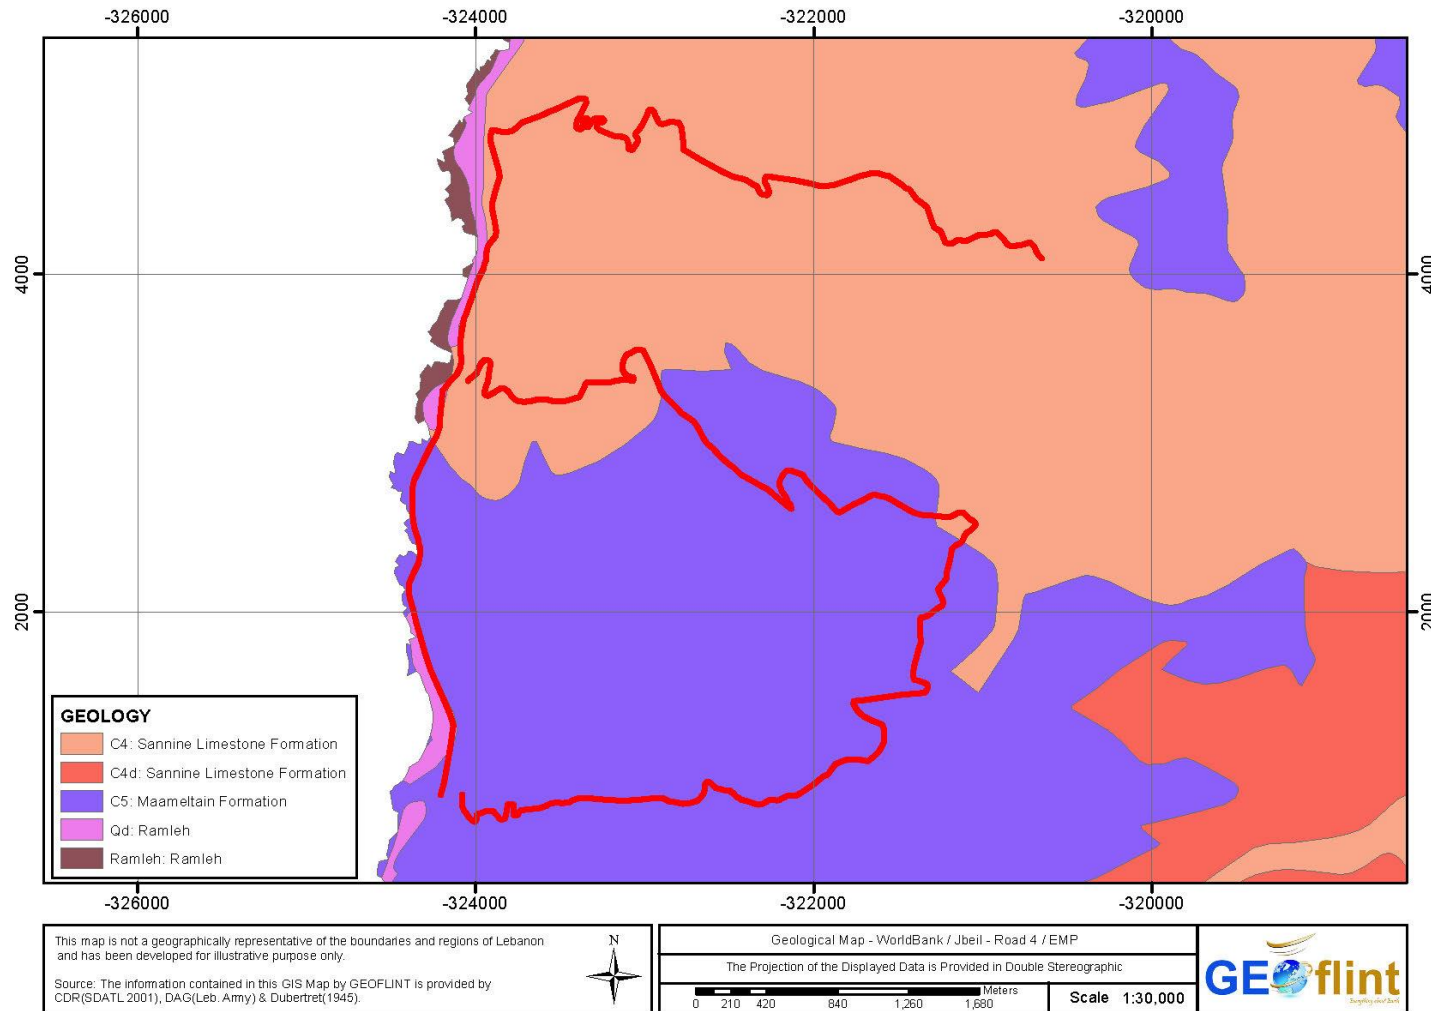 -326000 -324000 -322000 -320000
4000 4000
2000 2000
GEOLOGY
C4: Sannine Limestone Formation
C4d: Sannine Limestone Formation
C5: Maameltain Formation
Qd: Ramleh
Ramleh: Ramleh
-326000 -324000 -322000 -320000
This map is not a geographically representative of the boundaries and regions of Lebanon
and has been developed for illustrative purpose only.
Source: The information contained in this GIS Map by GEOFLINT is provided by
CDR(SDATL 2001), DAG(Leb. Army) & Dubertret(1945).
N
Geological Map - WorldBank / Jbeil - Road 4 / EMP
The Projection of the Displayed Data is Provided in Double Stereographic
Meters
0 210 420 840 1,260 1,680
Scale 1:30,000
GEOflint